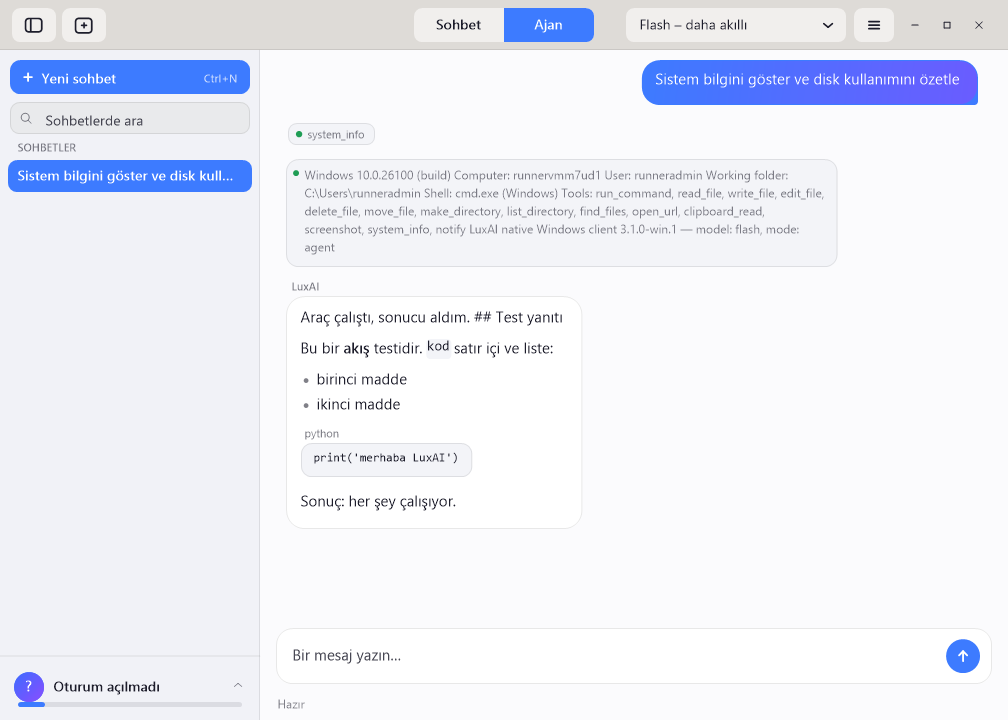 Sohbet
Ajan
Flash – daha akıllı
+ Yeni sohbet
Ctrl+N
Sohbetlerde ara
SOHBETLER
Sistem bilgini göster ve disk kull...
Sistem bilgini göster ve disk kullanımını özetle
system_info
Windows 10.0.26100 (build) Computer: runnervmm7ud1 User: runneradmin Working folder:
C:\Users\runneradmin Shell: cmd.exe (Windows) Tools: run_command, read_file, write_file, edit_file,
delete_file, move_file, make_directory, list_directory, find_files, open_url, clipboard_read,
screenshot, system_info, notify LuxAI native Windows client 3.1.0-win.1 — model: flash, mode:
agent
LuxAI
Araç çalıştı, sonucu aldım. ## Test yanıtı
Bu bir akış testidir. kod satır içi ve liste:
• birinci madde
• ikinci madde
python
print('merhaba LuxAI')
Sonuç: her şey çalışıyor.
Bir mesaj yazın...
Hazır
?
Oturum açılmadı